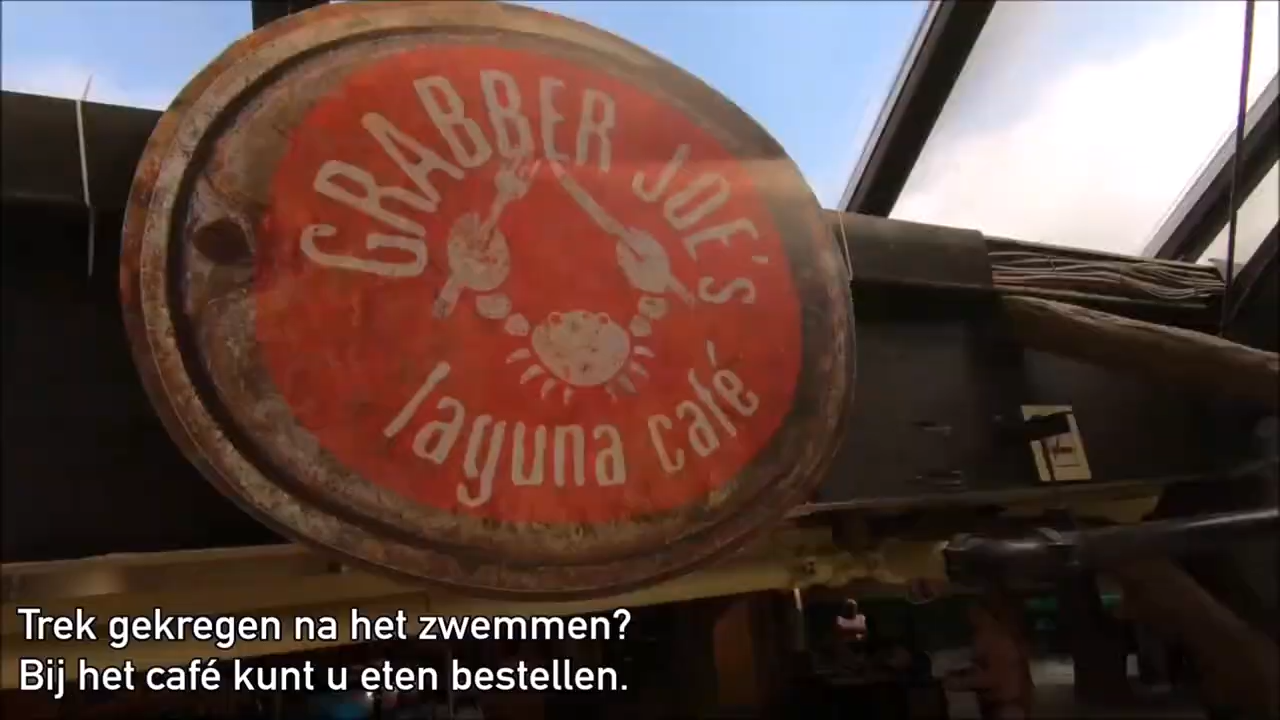 GRABBER JOE'S
laguna café
Trek gekregen na het zwemmen?
Bij het café kunt u eten bestellen.